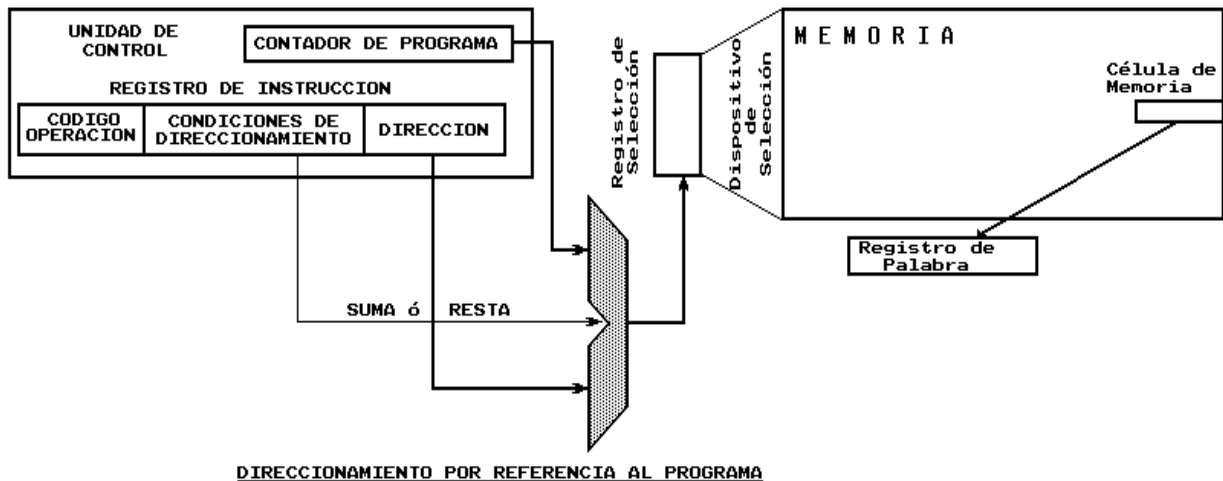 UNIDAD DE
CONTROL
CONTADOR DE PROGRAMA
REGISTRO DE INSTRUCCION
CODIGO
OPERACION
CONDICIONES DE
DIRECCIONAMIENTO
DIRECCION
Registro de
Selección
Dispositivo
de
Selección
MEMORIA
Célula de
Memoria
Registro de
Palabra
SUMA ó RESTA
DIRECCIONAMIENTO POR REFERENCIA AL PROGRAMA